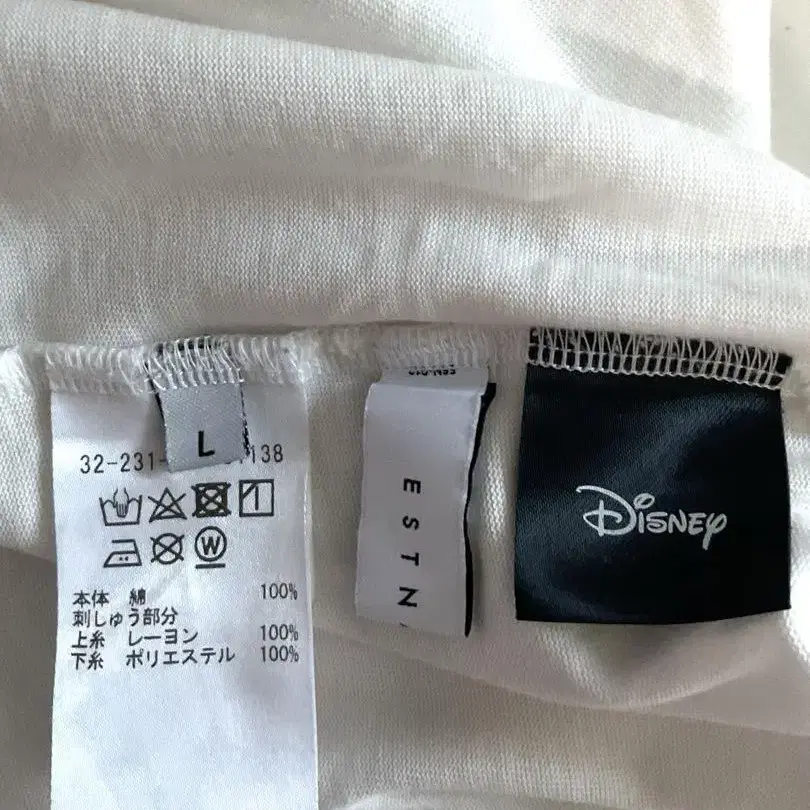 L
32-231- 138
W
本体 綿 100%
刺しゅう部分
上糸 レーヨン 100%
下糸 ポリエステル 100%
ESTN
Disney